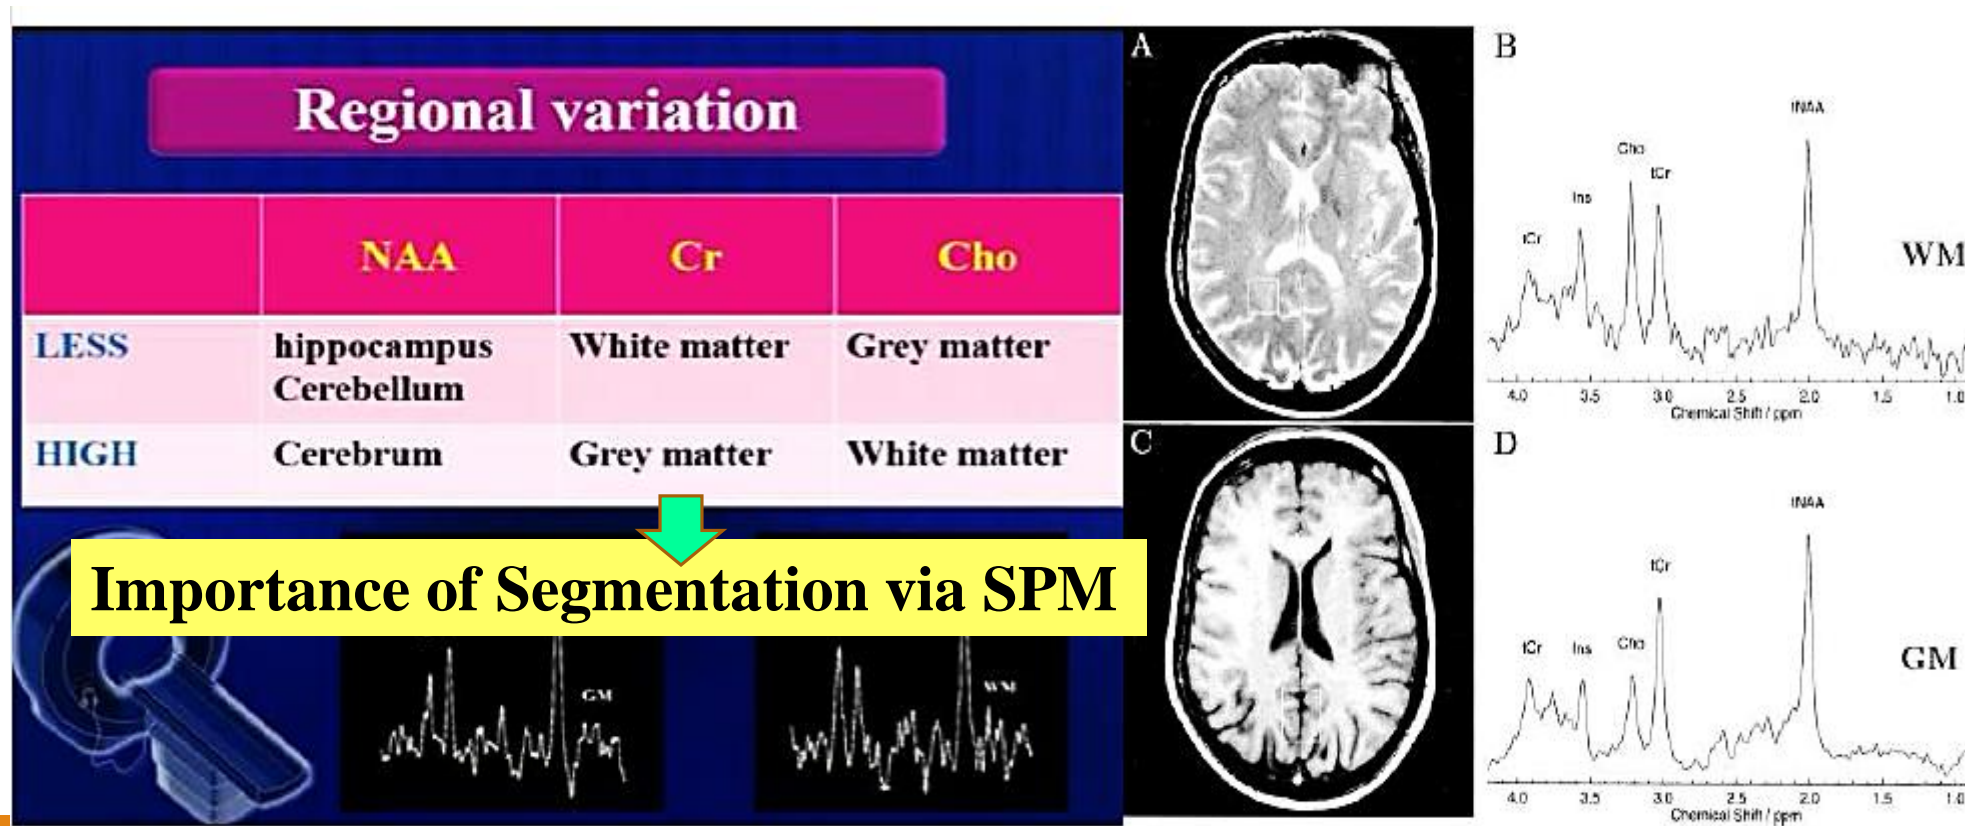 Regional variation
NAA Cr Cho
LESS hippocampus Cerebellum White matter Grey matter
HIGH Cerebrum Grey matter White matter
Importance of Segmentation via SPM
GM
WM
A
B
tNAA
Cho
tCr
Ins
tCr
WM
4.0 3.5 3.0 2.5 2.0 1.5 1.0
Chemical Shift / ppm
C
D
tNAA
tCr
tCr Ins Cho
GM
4.0 3.5 3.0 2.5 2.0 1.5 1.0
Chemical Shift / ppm